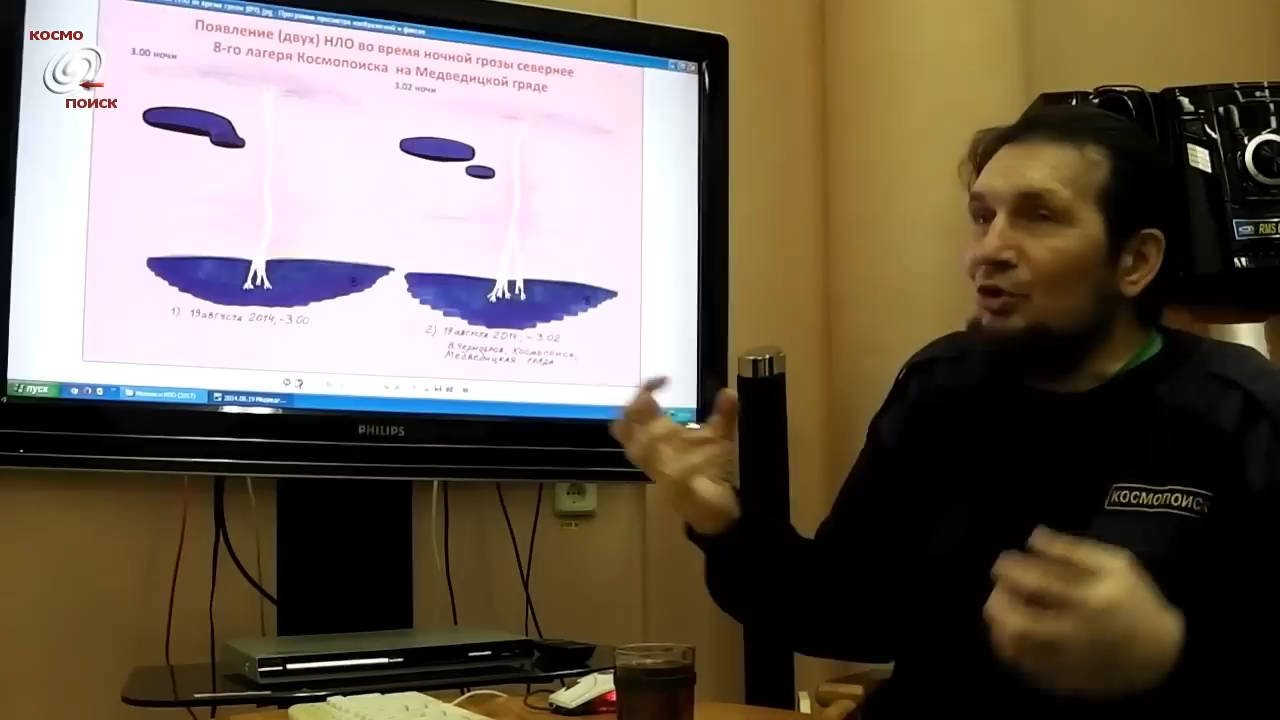 КОСМО
ПОИСК
Появление (двух) НЛО во время ночной грозы севернее
8-го лагеря Космопоиска на Медведицкой гряде
3.00 ночи
3.02 ночи
1) 19 августа 2014, - 3.00
2) 19 августа 2014, - 3.02
В.Чернобров, Космопоиск,
Медведицкая гряда
пуск
PHILIPS
КОСМОПОИСК
RMS